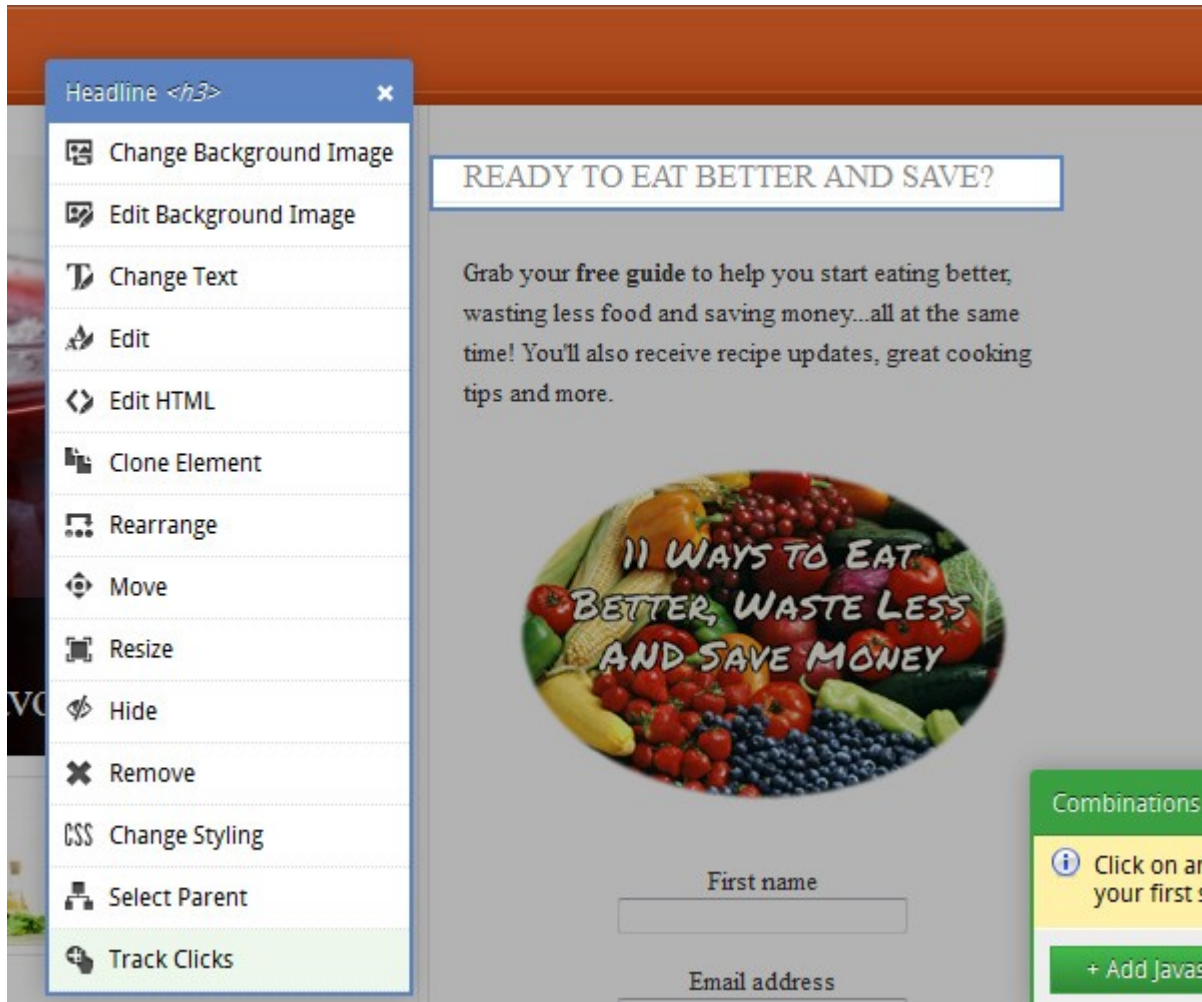 Headline <h3>
Change Background Image
Edit Background Image
Change Text
Edit
Edit HTML
Clone Element
Rearrange
Move
Resize
Hide
Remove
CSS Change Styling
Select Parent
Track Clicks
READY TO EAT BETTER AND SAVE?
Grab your free guide to help you start eating better,
wasting less food and saving money...all at the same
time! You'll also receive recipe updates, great cooking
tips and more.
11 WAYS TO EAT
BETTER, WASTE LESS
AND SAVE MONEY
First name
Email address
Combinations
Click on
your first
+ Add